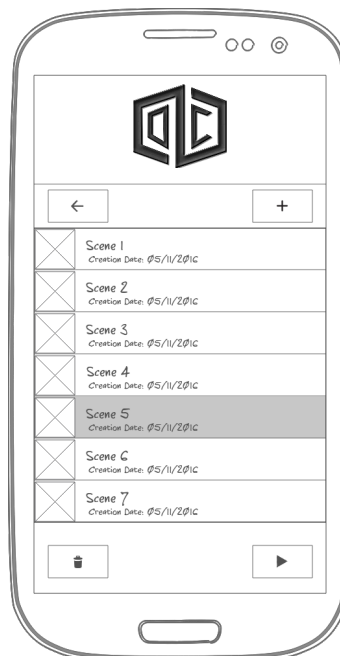 DC
Scene 1
Creation Date: 05/11/2016
Scene 2
Creation Date: 05/11/2016
Scene 3
Creation Date: 05/11/2016
Scene 4
Creation Date: 05/11/2016
Scene 5
Creation Date: 05/11/2016
Scene 6
Creation Date: 05/11/2016
Scene 7
Creation Date: 05/11/2016